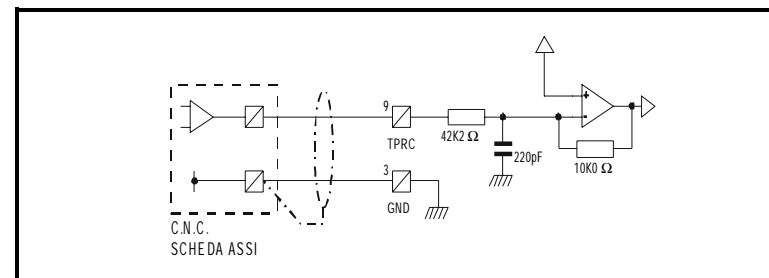 9
TPRC
42K2 Ω
220pF
+
-
10K0 Ω
3
GND
C.N.C.
SCHEDA ASSI